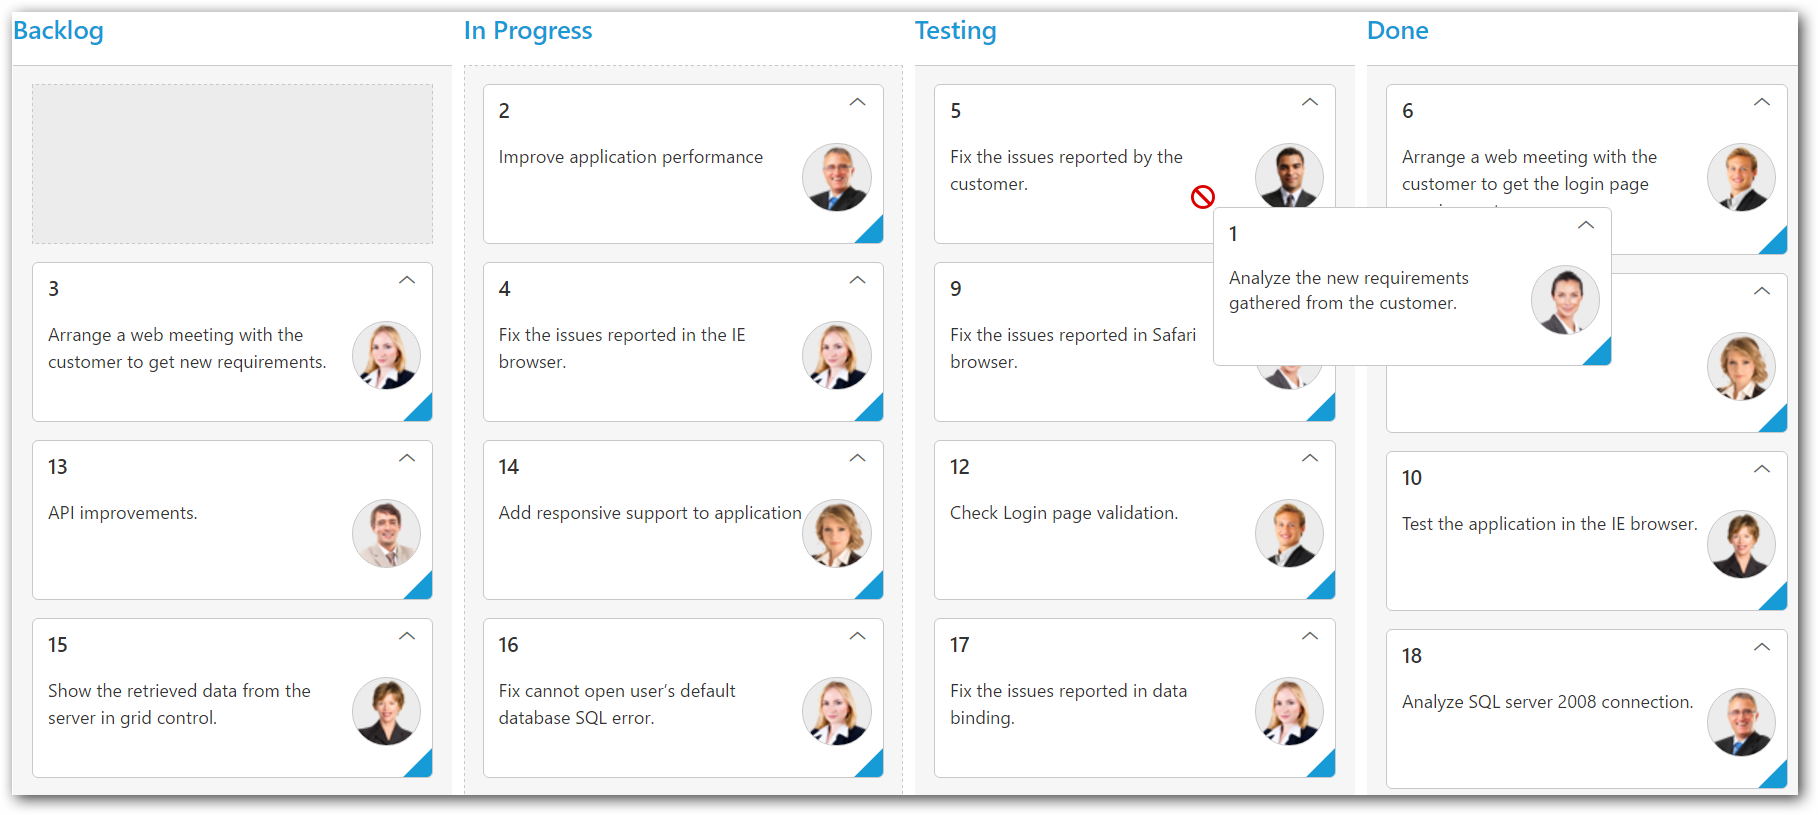 Backlog
In Progress
Testing
Done
3
Arrange a web meeting with the
customer to get new requirements.
13
API improvements.
15
Show the retrieved data from the
server in grid control.
2
Improve application performance
4
Fix the issues reported in the IE
browser.
14
Add responsive support to application
16
Fix cannot open user’s default
database SQL error.
5
Fix the issues reported by the
customer.
9
Fix the issues reported in Safari
browser.
12
Check Login page validation.
17
Fix the issues reported in data
binding.
1
Analyze the new requirements
gathered from the customer.
6
Arrange a web meeting with the
customer to get the login page
10
Test the application in the IE browser.
18
Analyze SQL server 2008 connection.